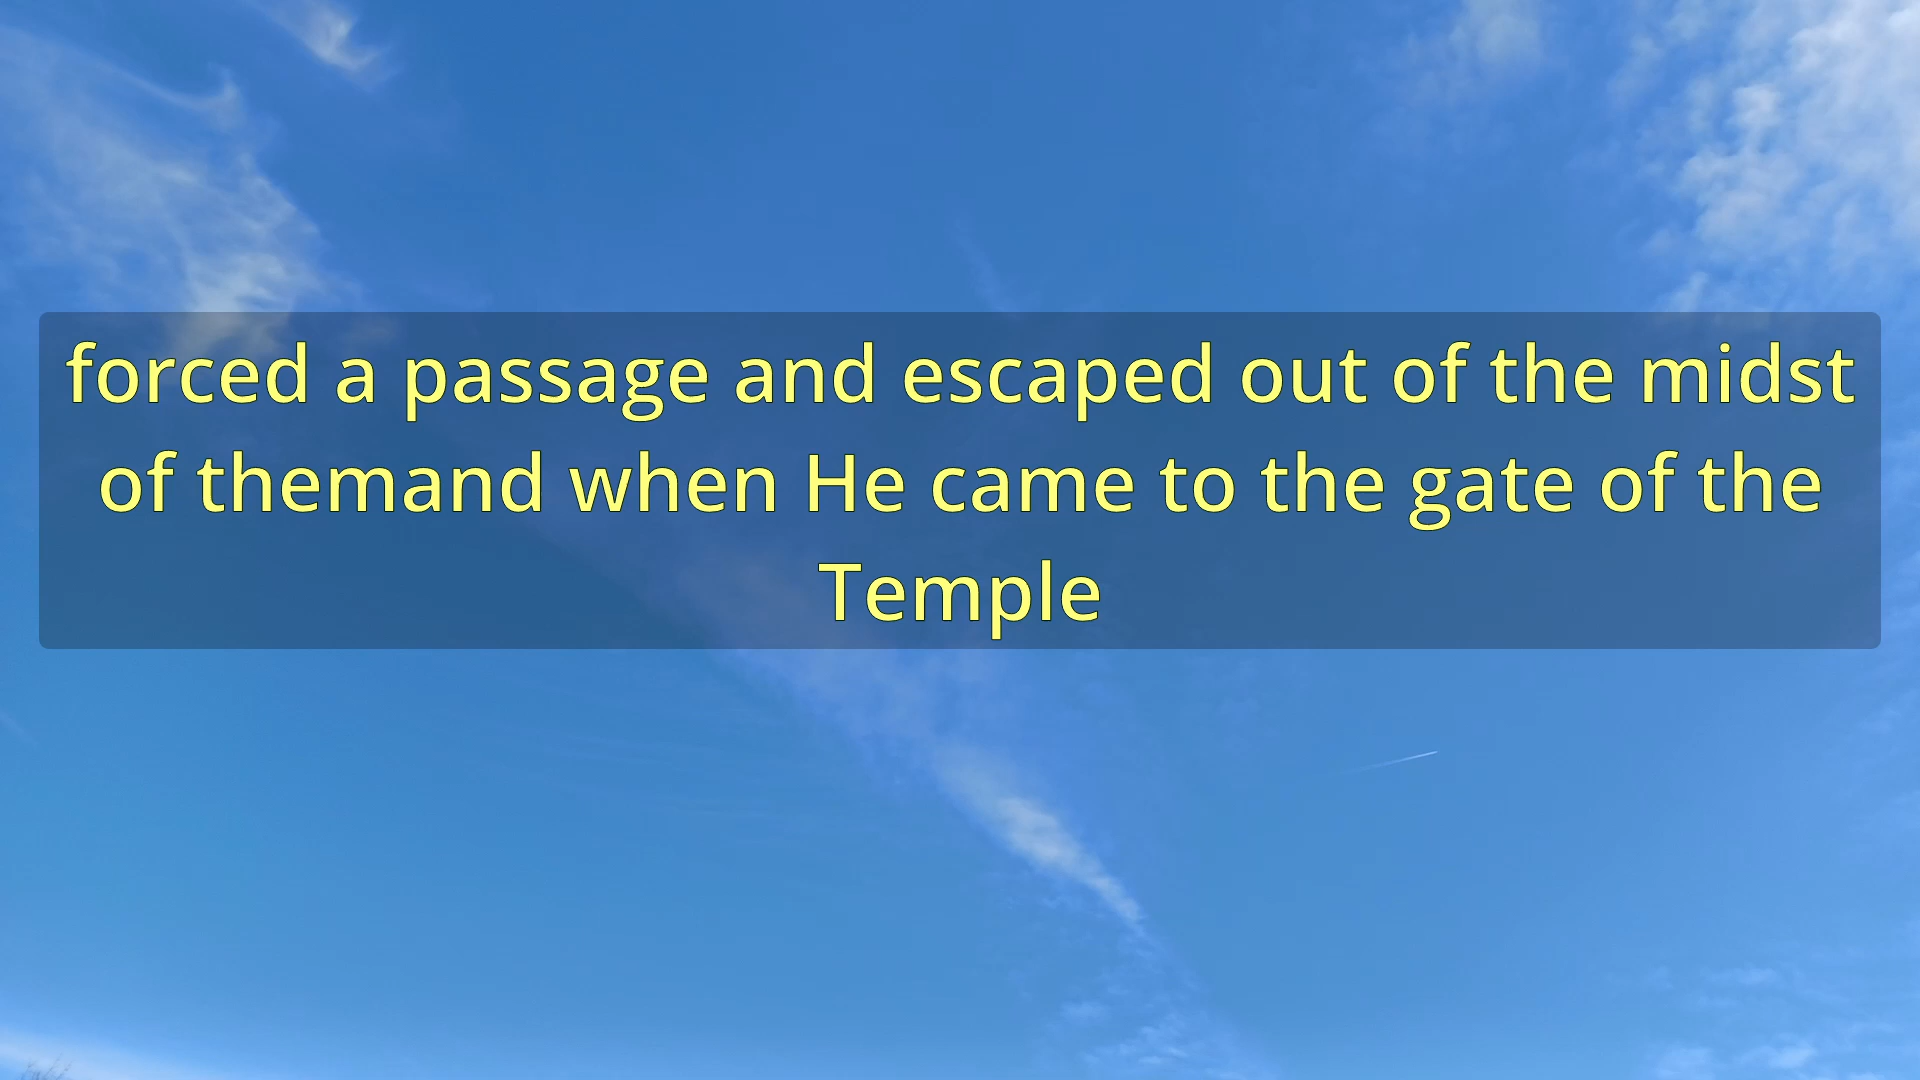 forced a passage and escaped out of the midst
of themand when He came to the gate of the
Temple